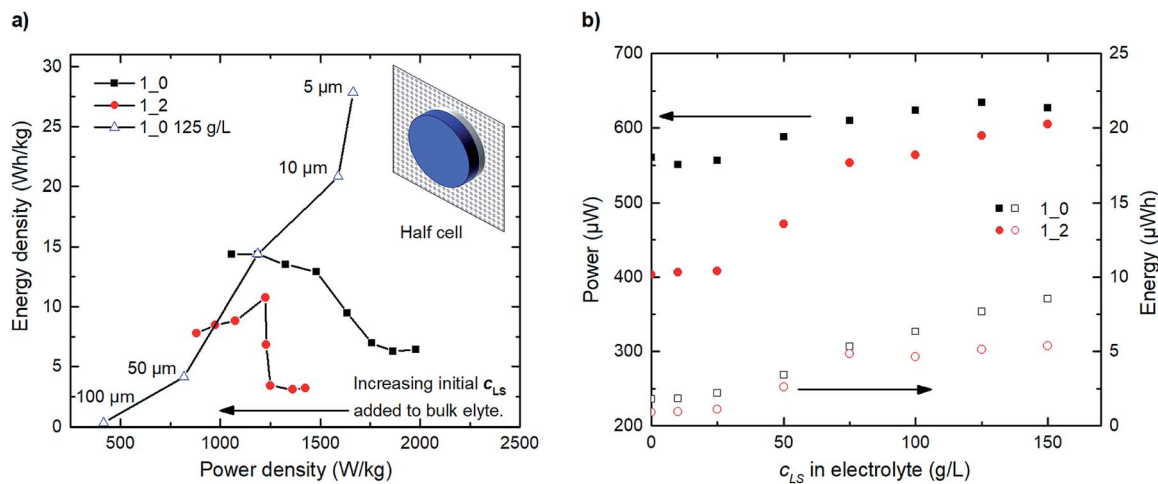 a)
Energy density (Wh/kg)
30
25
20
15
10
5
0
1_0
1_2
1_0 125 g/L
5 µm
10 µm
50 µm
100 µm
Half cell
Increasing initial c_LS
added to bulk elyte.
500
1000
1500
2000
2500
Power density (W/kg)
b)
Power (µW)
700
600
500
400
300
200
1_0
1_2
25
20
15
10
5
0
Energy (µWh)
0
50
100
150
c_LS in electrolyte (g/L)